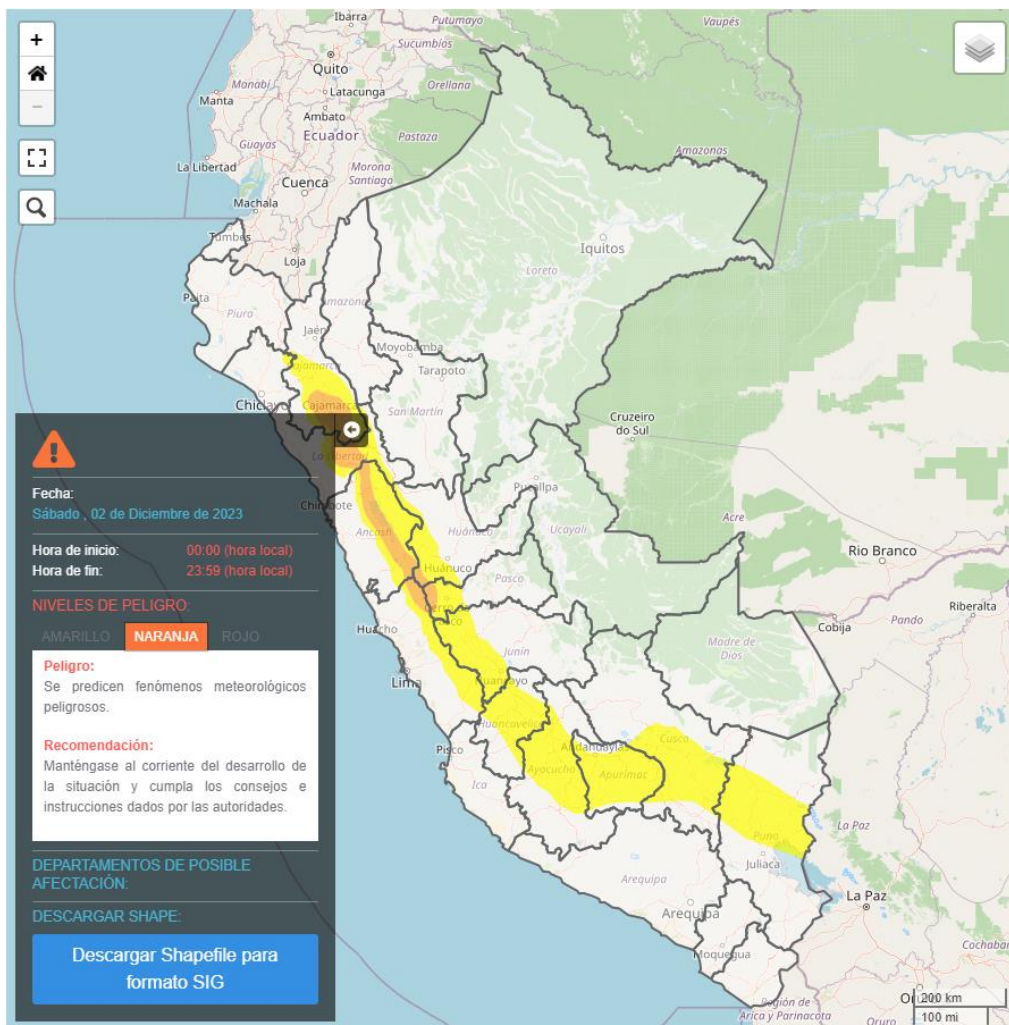 Ibarra
Putumayo
Vaupés
+
Sucumbíos
Quito
Manabí
Latacunga
Orellana
Manta
−
Ambato
Ecuador
Pastaza
Guayas
Amazonas
La Libertad
Morona-
Santiago
Cuenca
Machala
Tumbes
Iquitos
Loja
Loreto
Paita
Amazonas
Piura
Jaén
Moyobamba
Cajamarca
Tarapoto
Chiclayo
Cajamarca
San Martín
Cruzeiro
do Sul
La Libertad
Fecha:
Pucallpa
Sábado , 02 de Diciembre de 2023
Chimbote
Acre
Ancash
Huánuco
Ucayali
Hora de inicio: 00:00 (hora local)
Rio Branco
Hora de fin: 23:59 (hora local)
Huánuco
Pasco
NIVELES DE PELIGRO:
Cerro de
Pasco
Riberalta
Huacho
Cobija
Pando
AMARILLO NARANJA ROJO
Madre de
Dios
Junín
Peligro:
Lima
Huancayo
Se predicen fenómenos meteorológicos
peligrosos.
Huancavelica
Cusco
Pisco
Andahuaylas
Recomendación:
Ayacucho
Apurímac
Manténgase al corriente del desarrollo de
Ica
la situación y cumpla los consejos e
instrucciones dados por las autoridades.
La Paz
Puno
DEPARTAMENTOS DE POSIBLE
AFECTACIÓN:
Juliaca
Arequipa
La Paz
DESCARGAR SHAPE:
Arequipa
Descargar Shapefile para
formato SIG
Moquegua
Cochabam
200 km
100 mi
Región de
Arica y Parinacota
Oruro